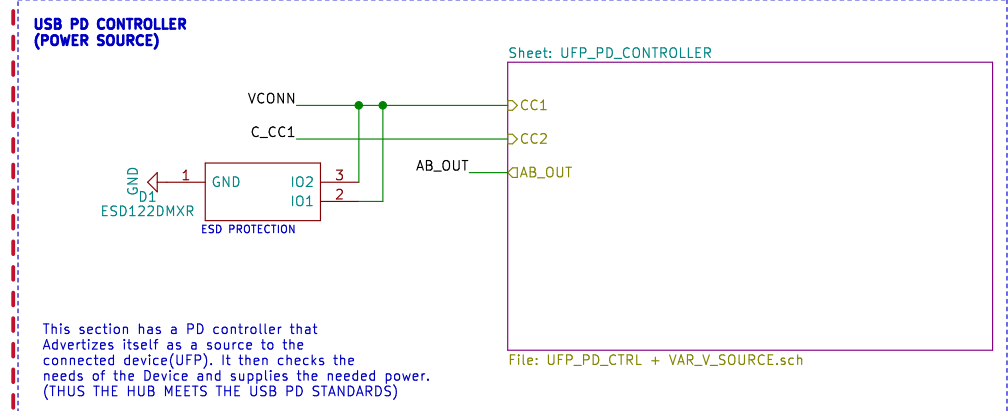 USB PD CONTROLLER
(POWER SOURCE)
Sheet: UFP_PD_CONTROLLER
VCONN
CC1
C_CC1
CC2
AB_OUT
AB_OUT
GND
1
GND
IO2
3
D1
IO1
2
ESD122DMXR
ESD PROTECTION
This section has a PD controller that
Advertizes itself as a source to the
connected device(UFP). It then checks the
needs of the Device and supplies the needed power.
(THUS THE HUB MEETS THE USB PD STANDARDS)
File: UFP_PD_CTRL + VAR_V_SOURCE.sch